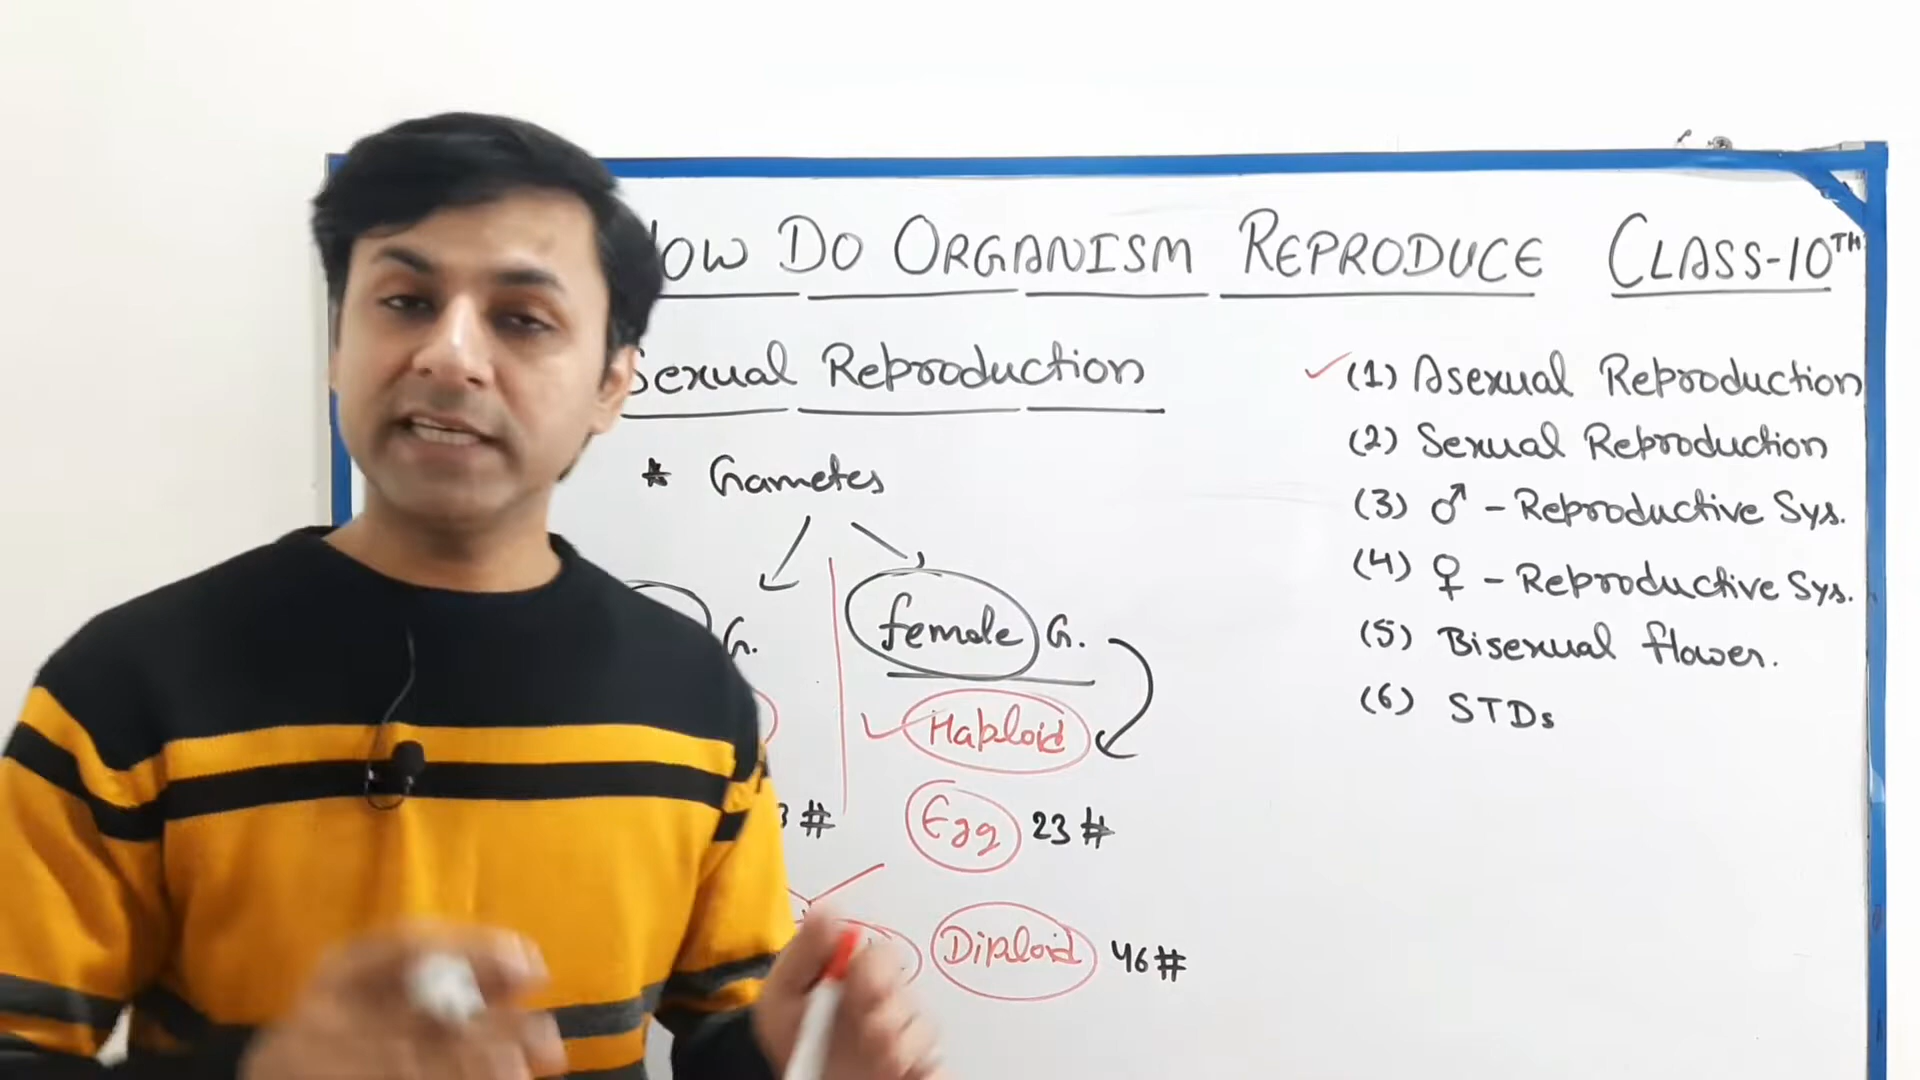 OW DO ORGANISM REPRODUCE CLASS-10TH
Sexual Reproduction
* Gametes
G.
female G.
Haploid
3 #
Egg 23 #
Diploid 46 #
✓ (1) Asexual Reproduction
(2) Sexual Reproduction
(3) ♂ - Reproductive Sys.
(4) ♀ - Reproductive Sys.
(5) Bisexual flower.
(6) STDs